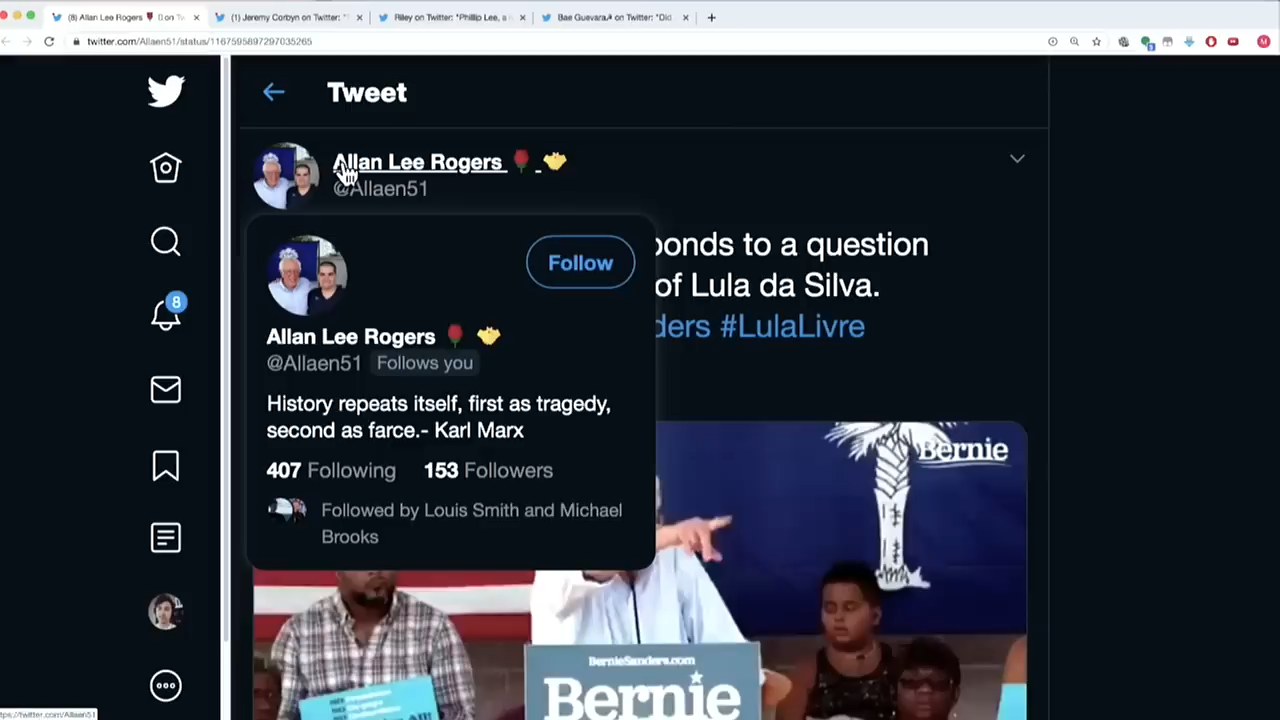 (8) Allan Lee Rogers 🌹 on Tw
(1) Jeremy Corbyn on Twitter: "
Riley on Twitter: "Phillip Lee, a
Bae Guevara on Twitter: "Did
twitter.com/Allaen51/status/1167595897297035265
Tweet
Allan Lee Rogers 🌹 🤝
@Allaen51
ponds to a question
of Lula da Silva.
ders #LulaLivre
Follow
8
Allan Lee Rogers 🌹 🤝
@Allaen51 Follows you
History repeats itself, first as tragedy,
second as farce.- Karl Marx
407 Following 153 Followers
Followed by Louis Smith and Michael
Brooks
Bernie
BernieSanders.com
Bernie
tps://twitter.com/Allaen51